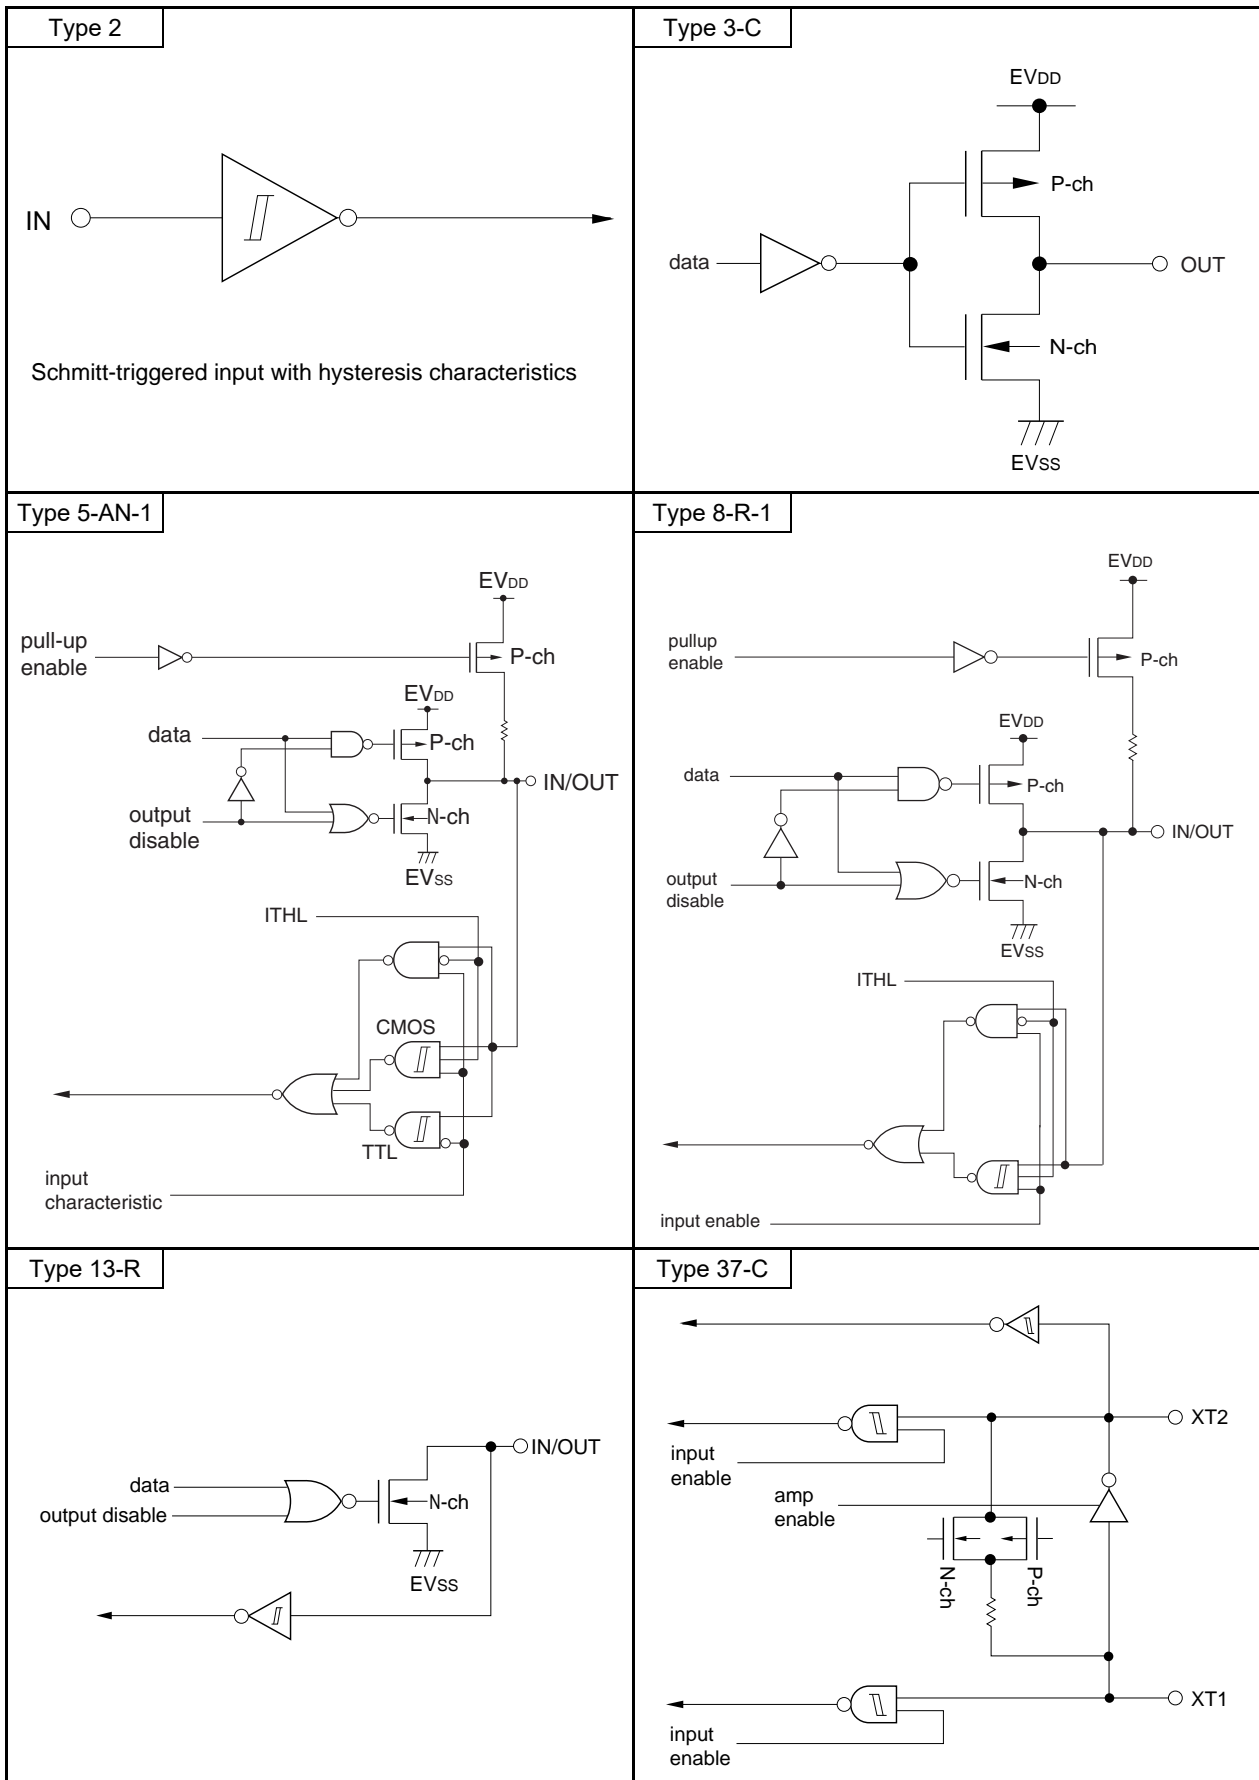 Type 2
IN
Schmitt-triggered input with hysteresis characteristics
Type 3-C
EVDD
P-ch
data
OUT
N-ch
EVSS
Type 5-AN-1
EVDD
pull-up
enable
P-ch
EVDD
data
P-ch
IN/OUT
output
disable
N-ch
EVSS
ITHL
CMOS
TTL
input
characteristic
Type 8-R-1
EVDD
pullup
enable
P-ch
EVDD
data
P-ch
IN/OUT
output
disable
N-ch
EVSS
ITHL
input enable
Type 13-R
IN/OUT
data
output disable
N-ch
EVSS
Type 37-C
XT2
input
enable
amp
enable
N-ch
P-ch
XT1
input
enable